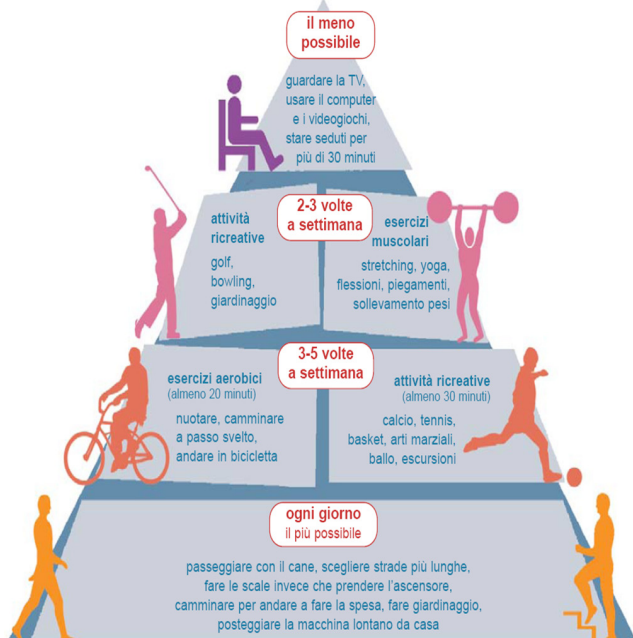 il meno
possibile
guardare la TV,
usare il computer
e i videogiochi,
stare seduti per
più di 30 minuti
2-3 volte
a settimana
attività
ricreative
golf,
bowling,
giardinaggio
esercizi
muscolari
stretching, yoga,
flessioni, piegamenti,
sollevamento pesi
3-5 volte
a settimana
esercizi aerobici
(almeno 20 minuti)
nuotare, camminare
a passo svelto,
andare in bicicletta
attività ricreative
(almeno 30 minuti)
calcio, tennis,
basket, arti marziali,
ballo, escursioni
ogni giorno
il più possibile
passeggiare con il cane, scegliere strade più lunghe,
fare le scale invece che prendere l'ascensore,
camminare per andare a fare la spesa, fare giardinaggio,
posteggiare la macchina lontano da casa